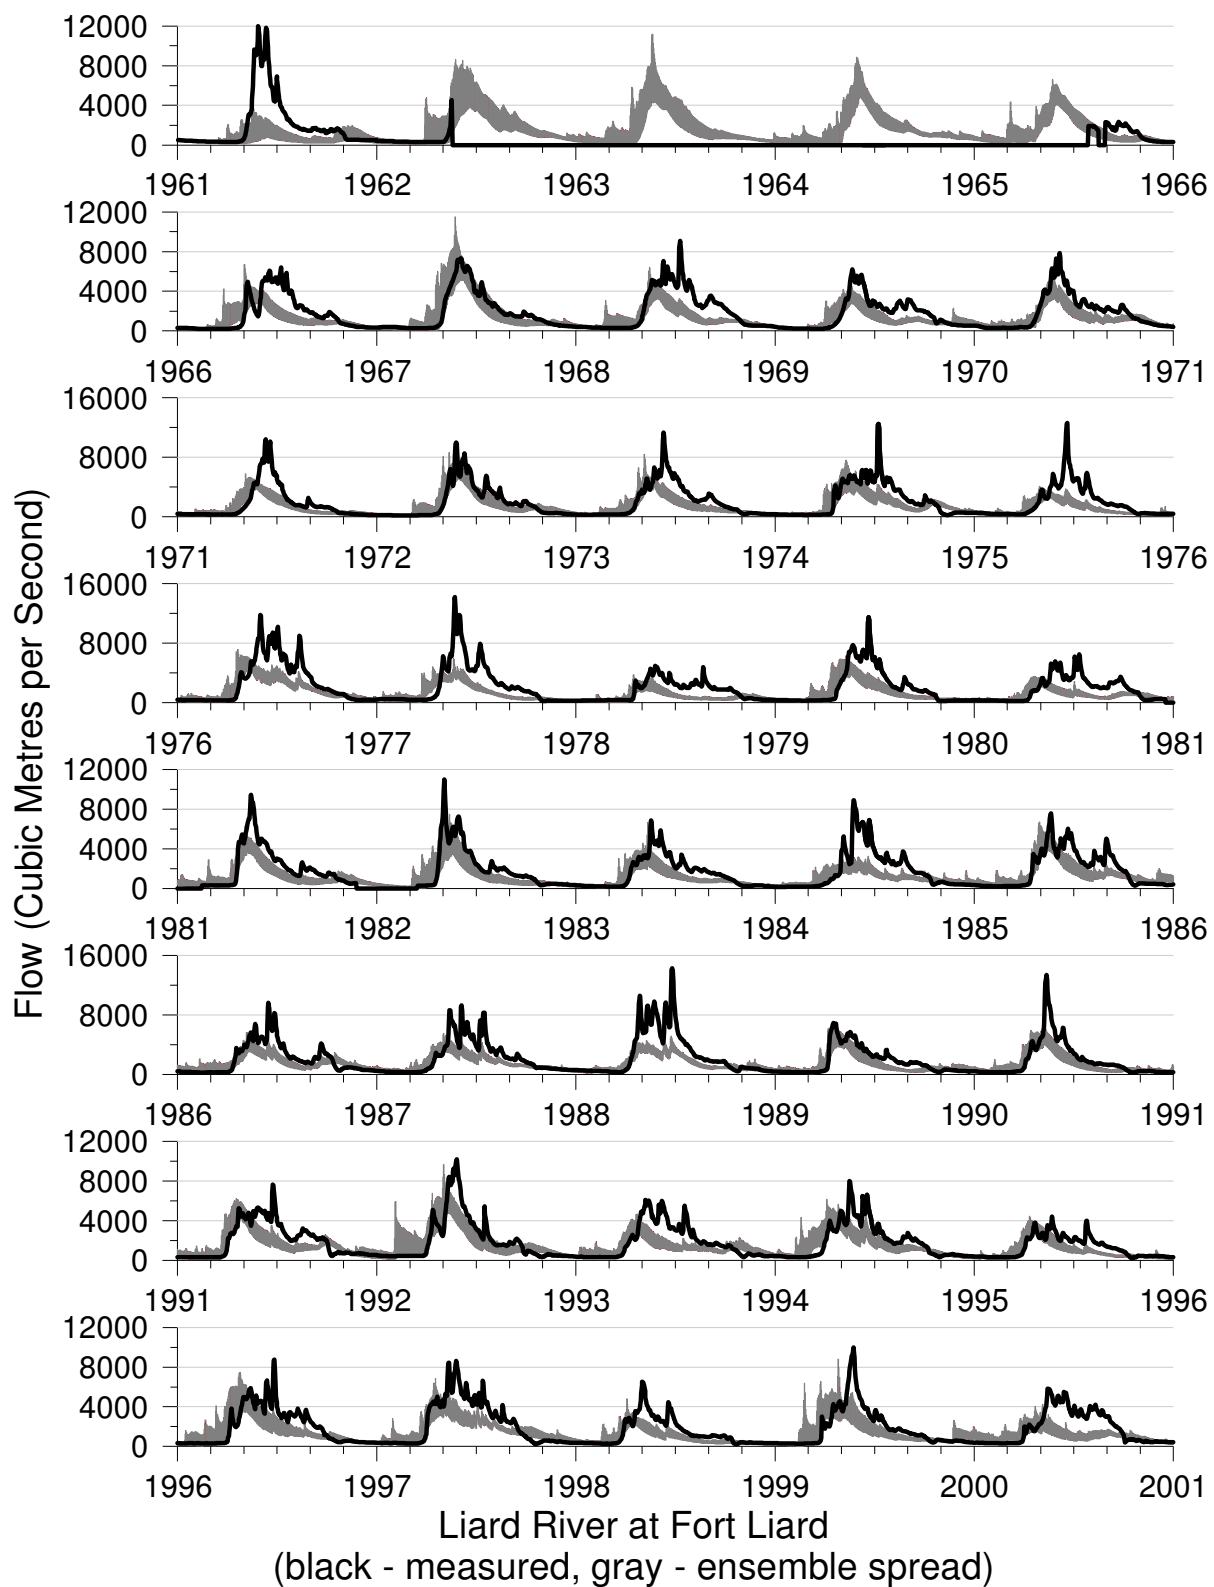 12000
8000
4000
0
1961 1962 1963 1964 1965 1966
12000
8000
4000
0
1966 1967 1968 1969 1970 1971
16000
8000
0
1971 1972 1973 1974 1975 1976
16000
8000
0
1976 1977 1978 1979 1980 1981
12000
8000
4000
0
1981 1982 1983 1984 1985 1986
16000
8000
0
1986 1987 1988 1989 1990 1991
12000
8000
4000
0
1991 1992 1993 1994 1995 1996
12000
8000
4000
0
1996 1997 1998 1999 2000 2001
Flow (Cubic Metres per Second)
Liard River at Fort Liard
(black - measured, gray - ensemble spread)